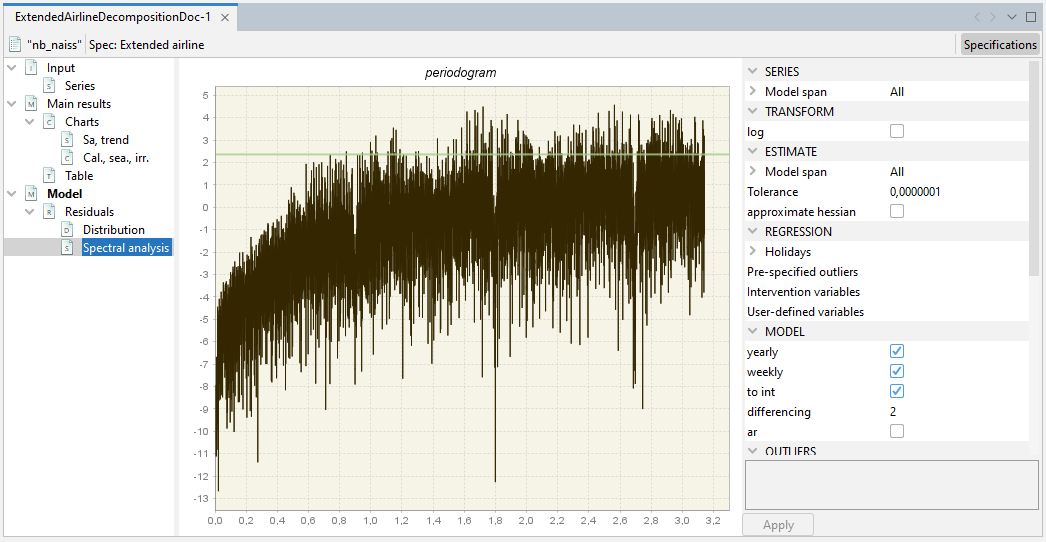 ExtendedAirlineDecompositionDoc-1
"nb_naiss" Spec: Extended airline
Specifications
Input
Series
Main results
Charts
Sa, trend
Cal., sea., irr.
Table
Model
Residuals
Distribution
Spectral analysis
periodogram
5
4
3
2
1
0
-1
-2
-3
-4
-5
-6
-7
-8
-9
-10
-11
-12
-13
0,0 0,2 0,4 0,6 0,8 1,0 1,2 1,4 1,6 1,8 2,0 2,2 2,4 2,6 2,8 3,0 3,2
SERIES
Model span All
TRANSFORM
log
ESTIMATE
Model span All
Tolerance 0,0000001
approximate hessian
REGRESSION
Holidays
Pre-specified outliers
Intervention variables
User-defined variables
MODEL
yearly
weekly
to int
differencing 2
ar
OUTLIERS
Apply